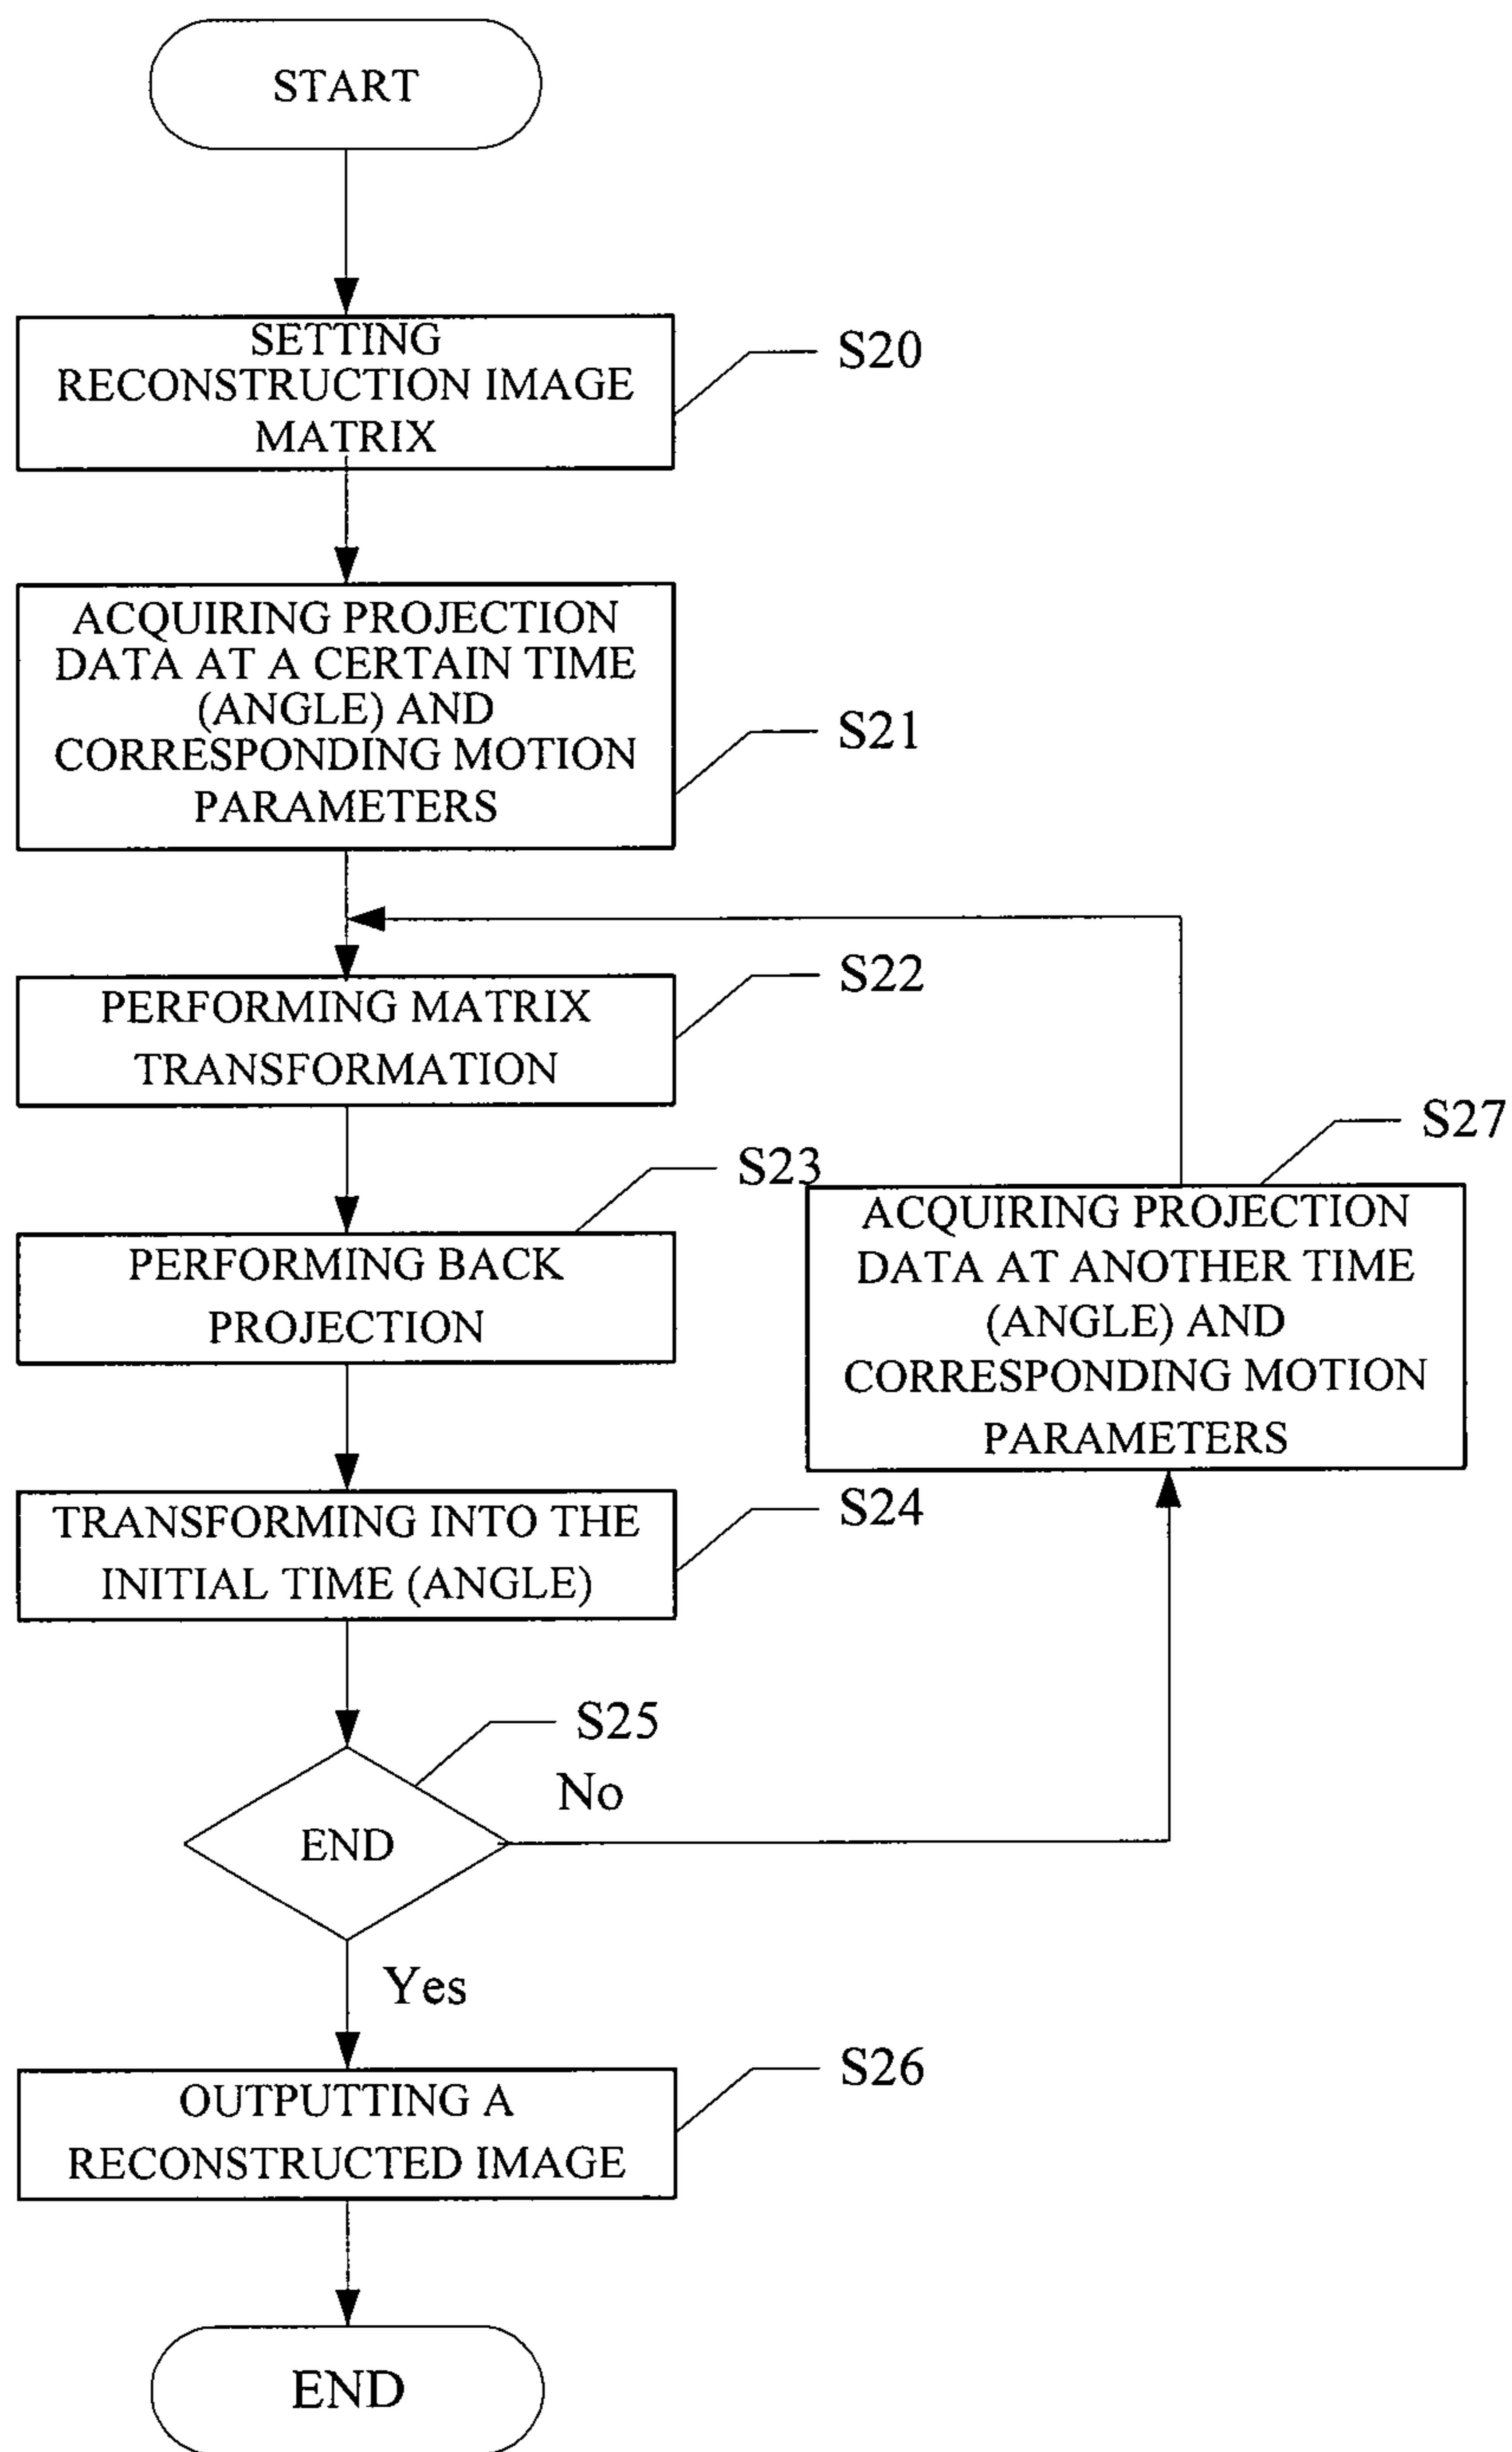 START
SETTING
RECONSTRUCTION IMAGE
MATRIX
S20
ACQUIRING PROJECTION
DATA AT A CERTAIN TIME
(ANGLE) AND
CORRESPONDING MOTION
PARAMETERS
S21
PERFORMING MATRIX
TRANSFORMATION
S22
PERFORMING BACK
PROJECTION
S23
TRANSFORMING INTO THE
INITIAL TIME (ANGLE)
S24
END
S25
No
Yes
S27
ACQUIRING PROJECTION
DATA AT ANOTHER TIME
(ANGLE) AND
CORRESPONDING MOTION
PARAMETERS
OUTPUTTING A
RECONSTRUCTED IMAGE
S26
END